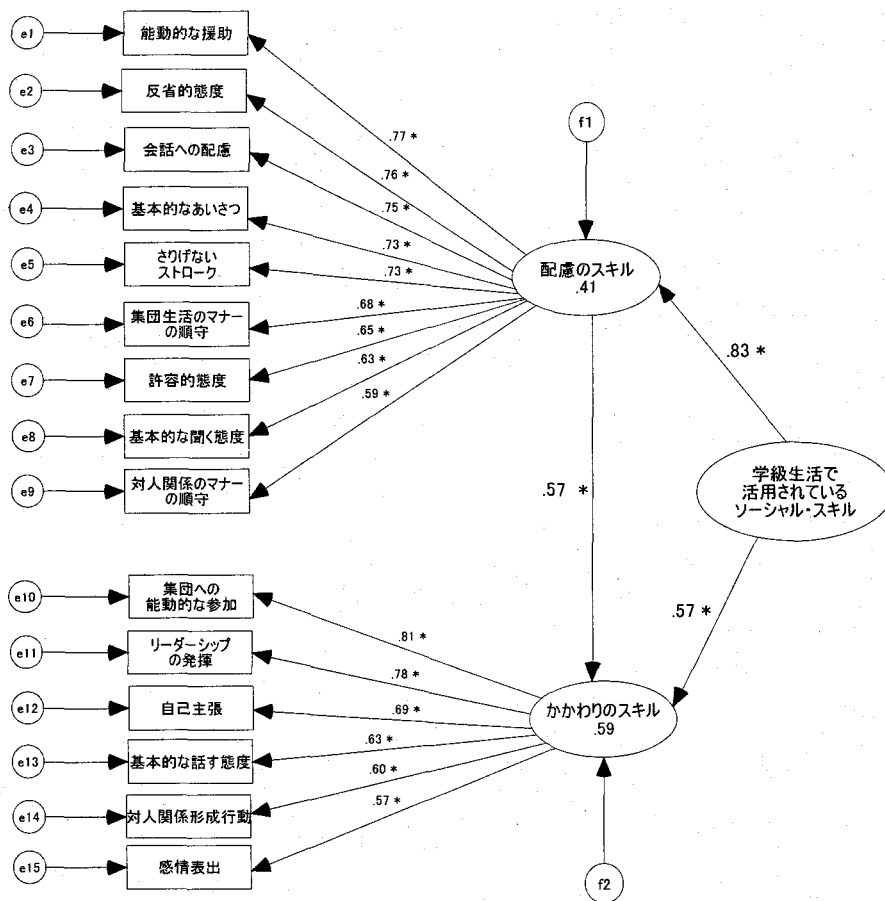 e1
能動的な援助
e2
反省的態度
e3
会話への配慮
e4
基本的なあいさつ
e5
さりげない
ストローク
e6
集団生活のマナー
の順守
e7
許容的態度
e8
基本的な聞く態度
e9
対人関係のマナー
の順守
.77 *
.76 *
.75 *
.73 *
.73 *
.68 *
.65 *
.63 *
.59 *
f1
配慮のスキル
.41
.83 *
.57 *
学級生活で
活用されている
ソーシャル・スキル
.57 *
e10
集団への
能動的な参加
e11
リーダーシップ
の発揮
e12
自己主張
e13
基本的な話す態度
e14
対人関係形成行動
e15
感情表出
.81 *
.78 *
.69 *
.63 *
.60 *
.57 *
かかわりのスキル
.59
f2